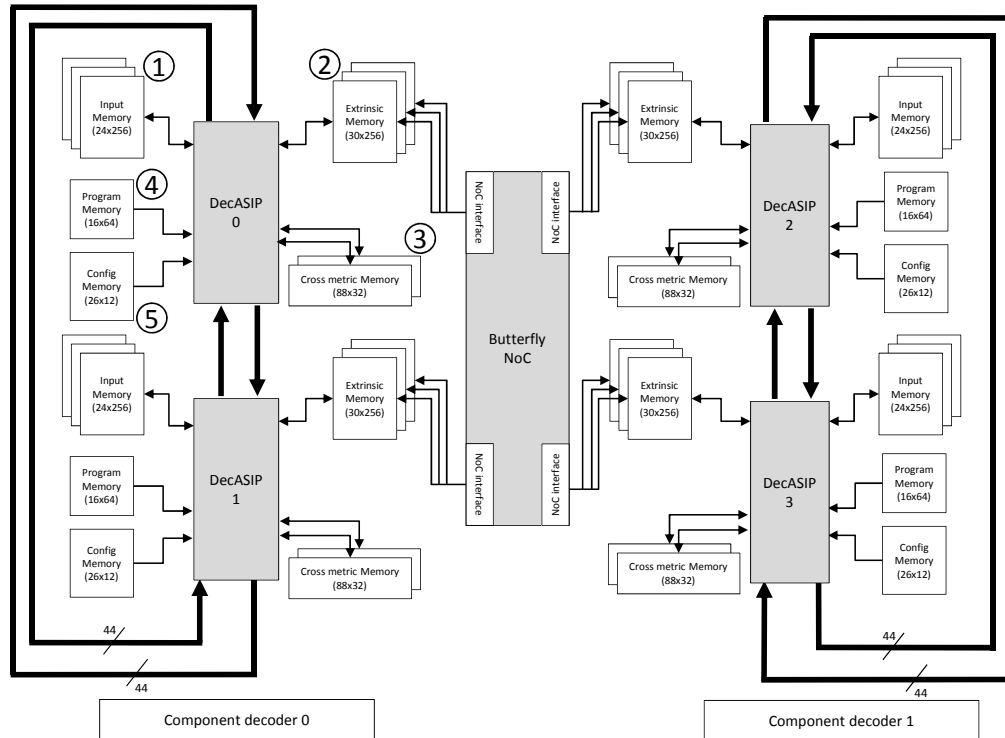 1
2
Input
Memory
(24x256)
Extrinsic
Memory
(30x256)
Extrinsic
Memory
(30x256)
Input
Memory
(24x256)
4
Program
Memory
(16x64)
DecASIP
0
NoC interface
NoC interface
DecASIP
2
Program
Memory
(16x64)
3
Config
Memory
(26x12)
Cross metric Memory
(88x32)
Cross metric Memory
(88x32)
Config
Memory
(26x12)
5
Butterfly
NoC
Input
Memory
(24x256)
Extrinsic
Memory
(30x256)
Extrinsic
Memory
(30x256)
Input
Memory
(24x256)
Program
Memory
(16x64)
DecASIP
1
NoC interface
NoC interface
DecASIP
3
Program
Memory
(16x64)
Config
Memory
(26x12)
Cross metric Memory
(88x32)
Cross metric Memory
(88x32)
Config
Memory
(26x12)
44
44
44
44
Component decoder 0
Component decoder 1